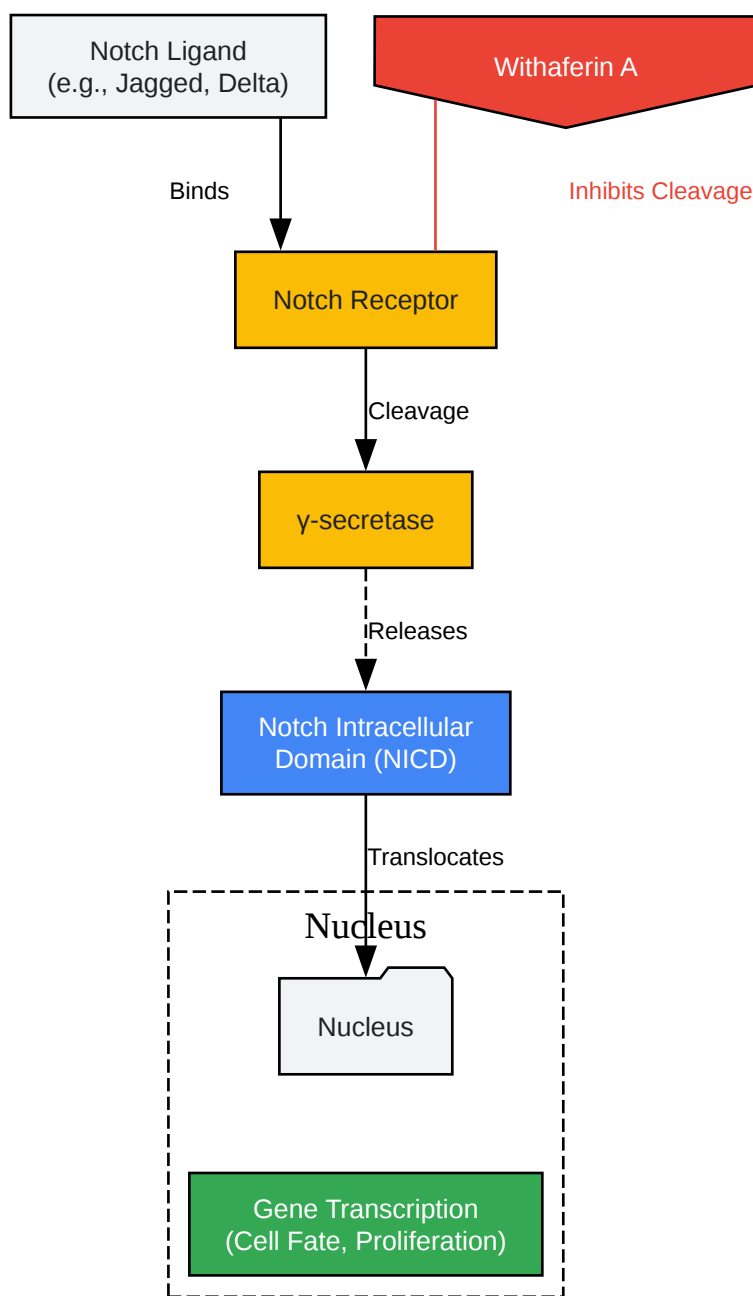 Notch Ligand
(e.g., Jagged, Delta)
Withaferin A
Binds
Inhibits Cleavage
Notch Receptor
Cleavage
γ-secretase
Releases
Notch Intracellular
Domain (NICD)
Translocates
Nucleus
Nucleus
Gene Transcription
(Cell Fate, Proliferation)